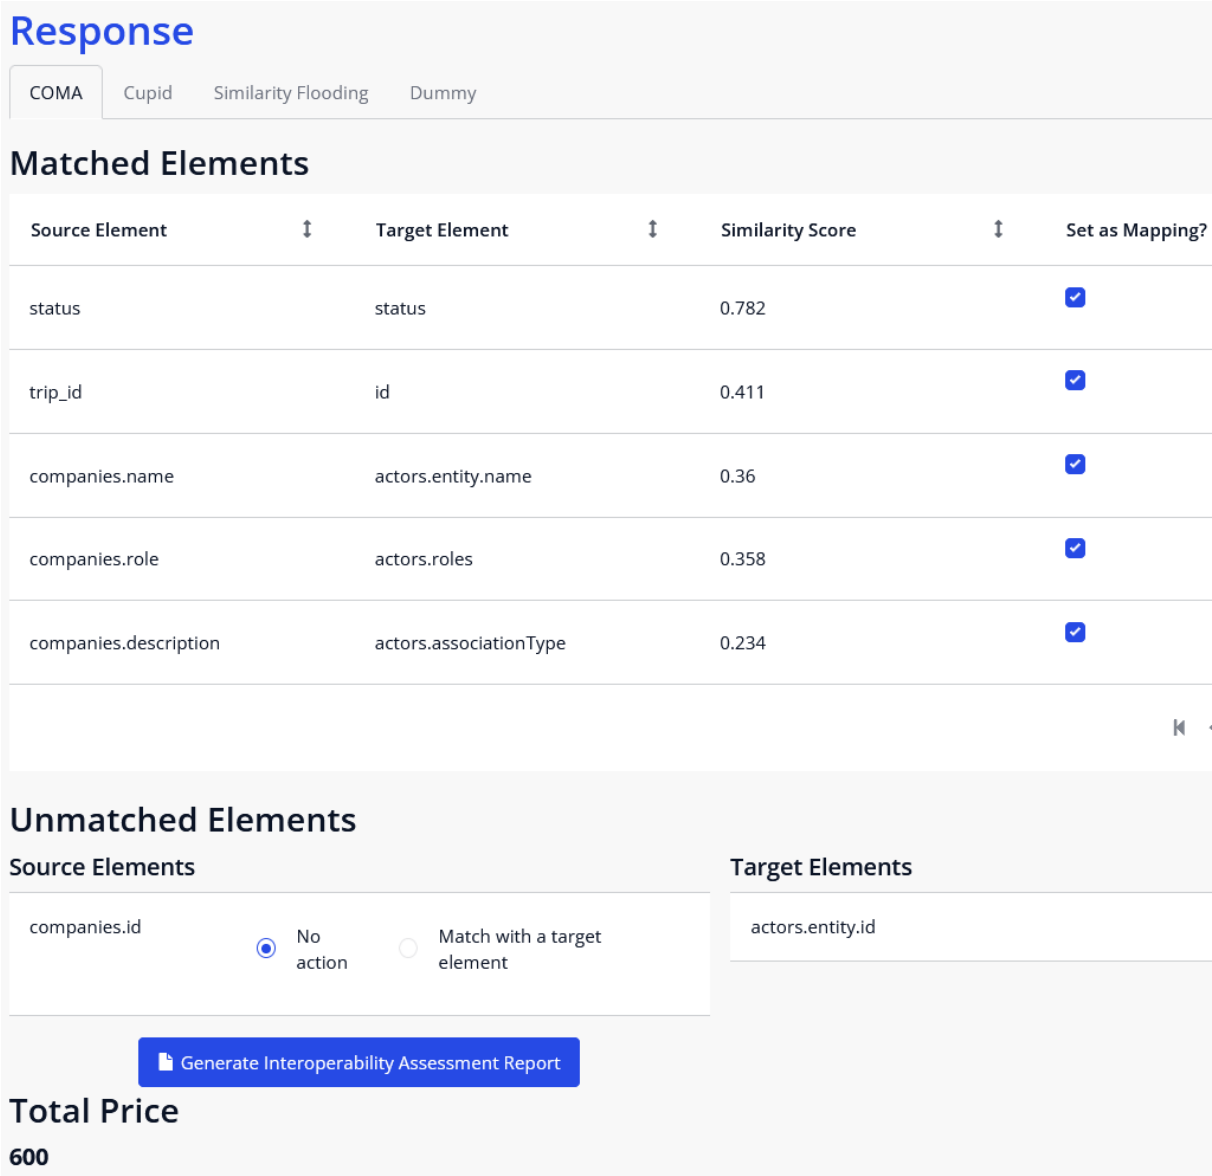 Response
COMA Cupid Similarity Flooding Dummy
Matched Elements
Source Element Target Element Similarity Score Set as Mapping?
status status 0.782
trip_id id 0.411
companies.name actors.entity.name 0.36
companies.role actors.roles 0.358
companies.description actors.associationType 0.234
Unmatched Elements
Source Elements Target Elements
companies.id No action Match with a target element actors.entity.id
Generate Interoperability Assessment Report
Total Price
600